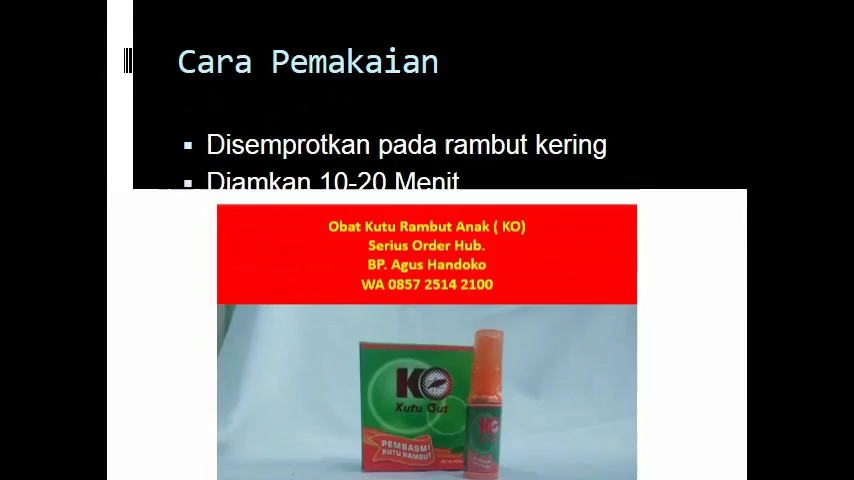 Cara Pemakaian
▪ Disemprotkan pada rambut kering
▪ Diamkan 10-20 Menit
Obat Kutu Rambut Anak ( KO)
Serius Order Hub.
BP. Agus Handoko
WA 0857 2514 2100
KO
Kutu Out
PEMBASMI
KUTU RAMBUT
KO